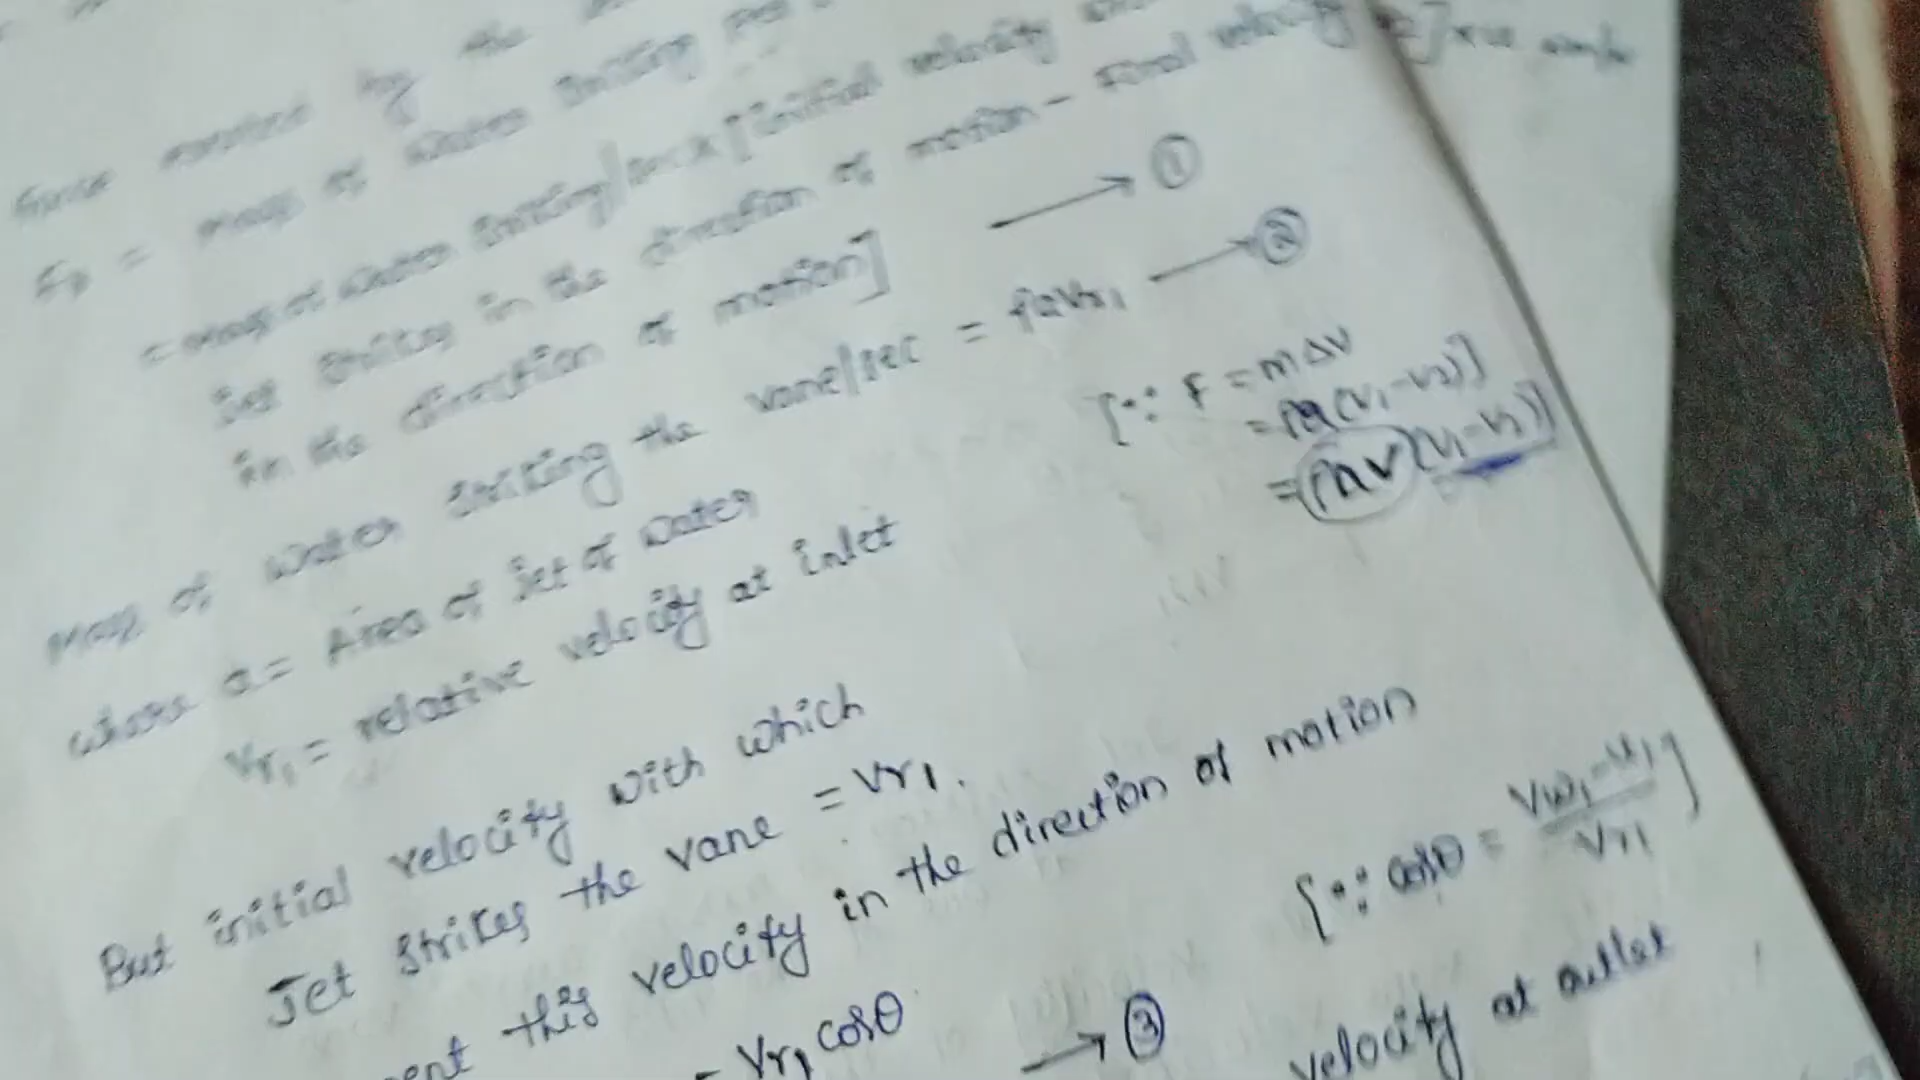 by the
Fx = Mass of water striking per
= Mass of water striking/sec x [initial velocity
Jet strikes in the direction of motion - Final velocity
in the direction of motion] → ①
Mass of water striking the vane/sec = ρaVr1 → ②
[∵ F = mΔV
= ρQ(V1-V2)]
= ρAV(V1-V2)]
where a = Area of Jet of water
Vr1 = relative velocity at inlet
But initial velocity with which
Jet strikes the vane = Vr1.
this velocity in the direction of motion
[∵ cosθ = Vw1-u1/Vr1]
Vr1 cosθ → ③
velocity at outlet